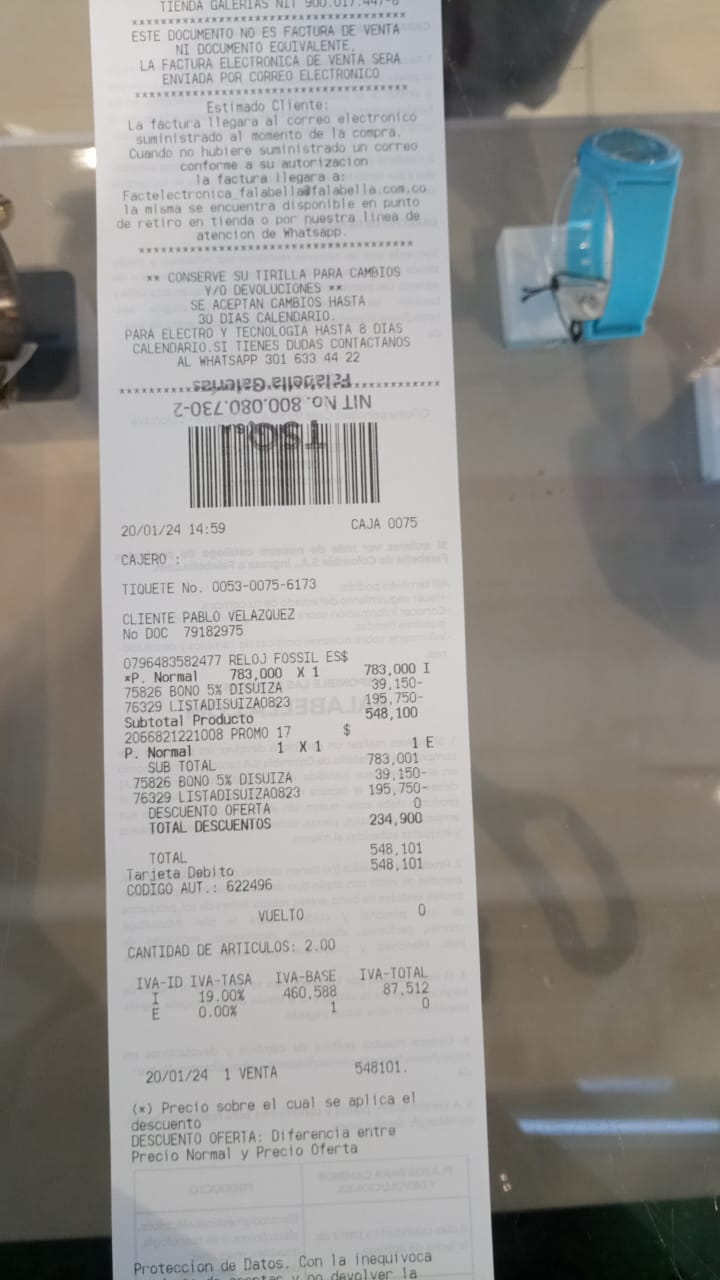 TIENDA GALERIAS NIT 900.017.447-8
****************************************
ESTE DOCUMENTO NO ES FACTURA DE VENTA
NI DOCUMENTO EQUIVALENTE.
LA FACTURA ELECTRONICA DE VENTA SERA
ENVIADA POR CORREO ELECTRONICO
****************************************
Estimado Cliente:
La factura llegara al correo electronico
suministrado al momento de la compra.
Cuando no hubiere suministrado un correo
conforme a su autorizacion
la factura llegara a:
Factelectronica_falabella@falabella.com.co
la misma se encuentra disponible en punto
de retiro en tienda o por nuestra linea de
atencion de Whatsapp.
****************************************
** CONSERVE SU TIRILLA PARA CAMBIOS
Y/O DEVOLUCIONES **
SE ACEPTAN CAMBIOS HASTA
30 DIAS CALENDARIO.
PARA ELECTRO Y TECNOLOGIA HASTA 8 DIAS
CALENDARIO.SI TIENES DUDAS CONTACTANOS
AL WHATSAPP 301 633 44 22
****************************************
Falabella Galerías
NIT No. 800.080.730-2
20/01/24 14:59 CAJA 0075
CAJERO :
TIQUETE No. 0053-0075-6173
CLIENTE PABLO VELAZQUEZ
No DOC 79182975
0796483582477 RELOJ FOSSIL ES$
*P. Normal 783,000 X 1 783,000 I
75826 BONO 5% DISUIZA 39,150-
76329 LISTADISUIZA0823 195,750-
Subtotal Producto 548,100
2066821221008 PROMO 17 $
P. Normal 1 X 1 1 E
SUB TOTAL 783,001
75826 BONO 5% DISUIZA 39,150-
76329 LISTADISUIZA0823 195,750-
DESCUENTO OFERTA 0
TOTAL DESCUENTOS 234,900
TOTAL 548,101
Tarjeta Debito 548,101
CODIGO AUT.: 622496
VUELTO 0
CANTIDAD DE ARTICULOS: 2.00
IVA-ID IVA-TASA IVA-BASE IVA-TOTAL
I 19.00% 460,588 87,512
E 0.00% 1 0
20/01/24 1 VENTA 548101.
(*) Precio sobre el cual se aplica el
descuento
DESCUENTO OFERTA: Diferencia entre
Precio Normal y Precio Oferta
Proteccion de Datos. Con la inequivoca
de aceptar y no devolver la